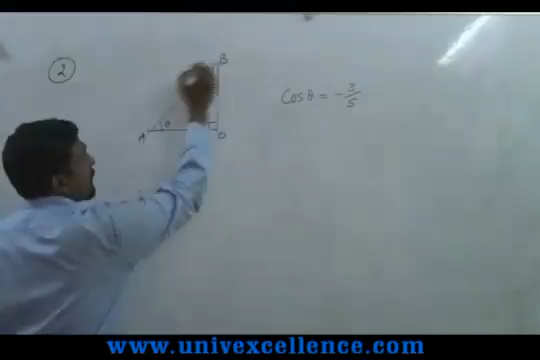 2
B
Cos θ = - 3/5
A θ D
www.univexcellence.com